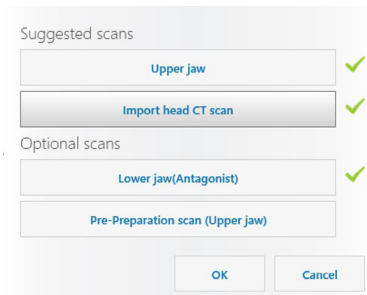 Suggested scans
Upper jaw
Import head CT scan
Optional scans
Lower jaw(Antagonist)
Pre-Preparation scan (Upper jaw)
OK Cancel